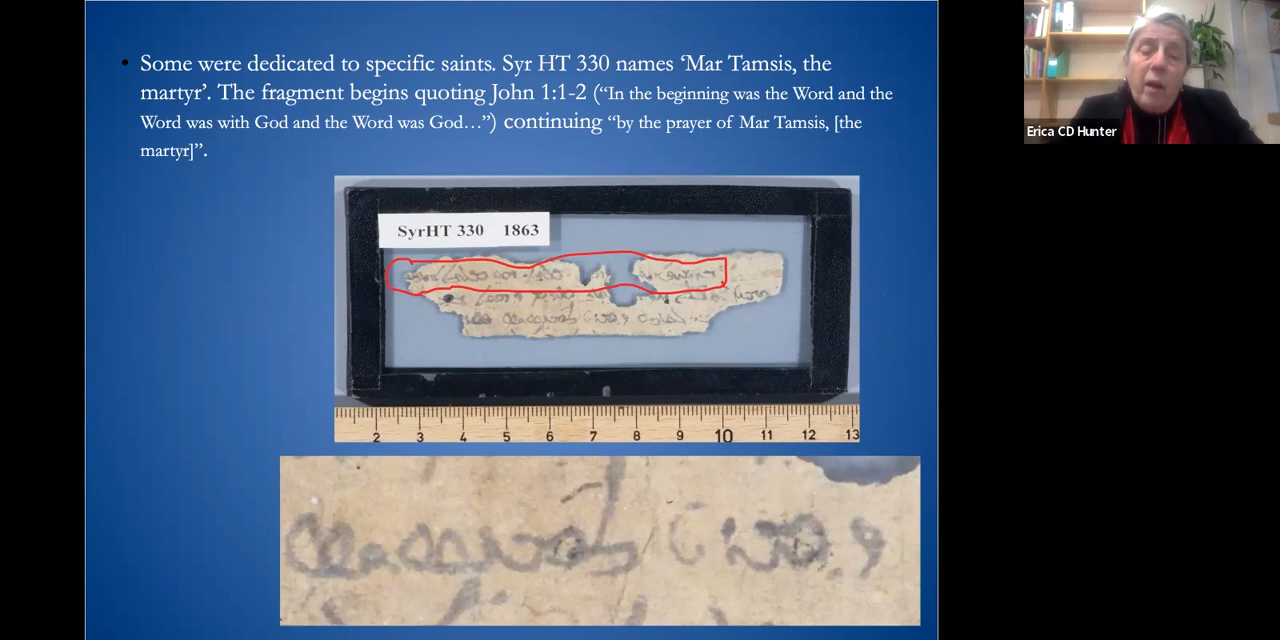 • Some were dedicated to specific saints. Syr HT 330 names ‘Mar Tamsis, the
martyr’. The fragment begins quoting John 1:1-2 (“In the beginning was the Word and the
Word was with God and the Word was God…”) continuing “by the prayer of Mar Tamsis, [the
martyr]”.
Erica CD Hunter
SyrHT 330 1863
2 3 4 5 6 7 8 9 10 11 12 13